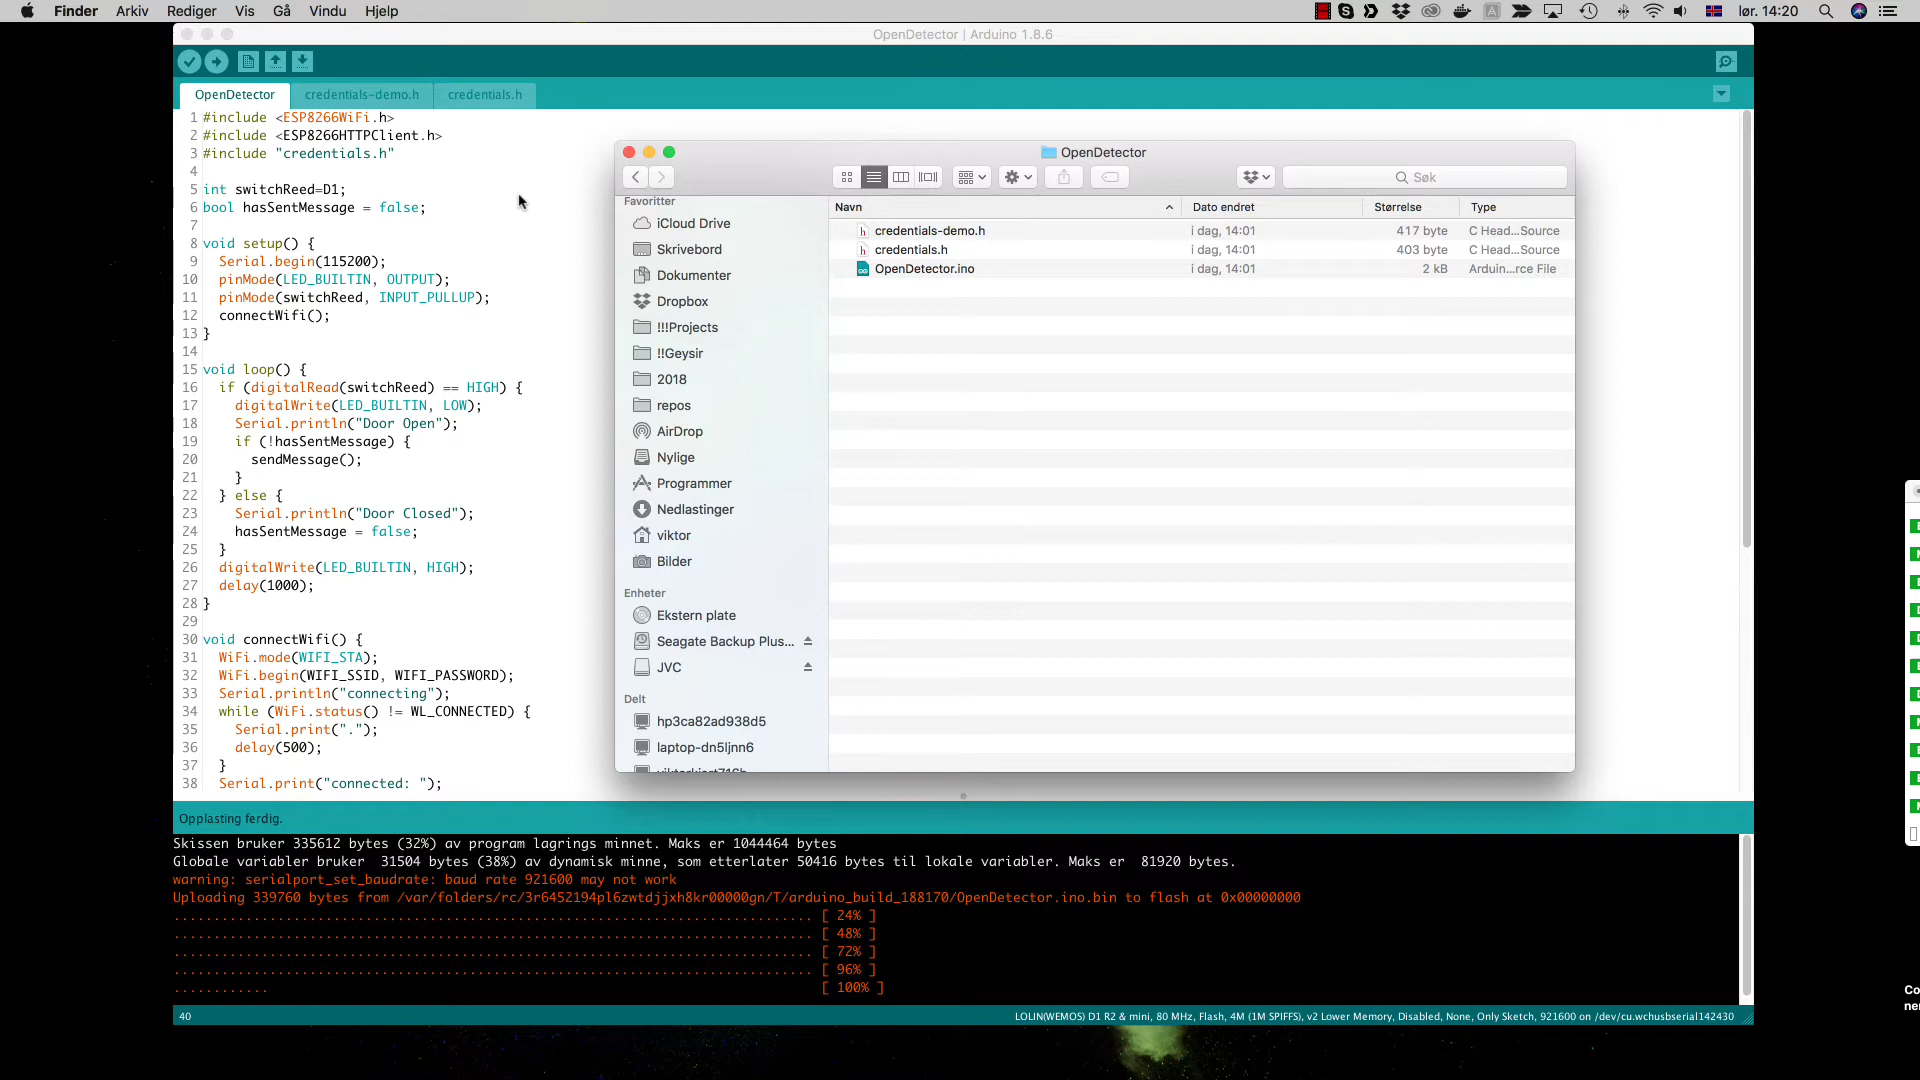 Finder Arkiv Rediger Vis Gå Vindu Hjelp lør. 14:20
OpenDetector | Arduino 1.8.6
OpenDetector credentials-demo.h credentials.h
1 #include <ESP8266WiFi.h>
2 #include <ESP8266HTTPClient.h>
3 #include "credentials.h"
4
5 int switchReed=D1;
6 bool hasSentMessage = false;
7
8 void setup() {
9 Serial.begin(115200);
10 pinMode(LED_BUILTIN, OUTPUT);
11 pinMode(switchReed, INPUT_PULLUP);
12 connectWifi();
13 }
14
15 void loop() {
16 if (digitalRead(switchReed) == HIGH) {
17 digitalWrite(LED_BUILTIN, LOW);
18 Serial.println("Door Open");
19 if (!hasSentMessage) {
20 sendMessage();
21 }
22 } else {
23 Serial.println("Door Closed");
24 hasSentMessage = false;
25 }
26 digitalWrite(LED_BUILTIN, HIGH);
27 delay(1000);
28 }
29
30 void connectWifi() {
31 WiFi.mode(WIFI_STA);
32 WiFi.begin(WIFI_SSID, WIFI_PASSWORD);
33 Serial.println("connecting");
34 while (WiFi.status() != WL_CONNECTED) {
35 Serial.print(".");
36 delay(500);
37 }
38 Serial.print("connected: ");
OpenDetector
Søk
Favoritter
iCloud Drive
Skrivebord
Dokumenter
Dropbox
!!!Projects
!!Geysir
2018
repos
AirDrop
Nylige
Programmer
Nedlastinger
viktor
Bilder
Enheter
Ekstern plate
Seagate Backup Plus...
JVC
Delt
hp3ca82ad938d5
laptop-dn5ljnn6
Navn Dato endret Størrelse Type
credentials-demo.h i dag, 14:01 417 byte C Head...Source
credentials.h i dag, 14:01 403 byte C Head...Source
OpenDetector.ino i dag, 14:01 2 kB Arduin...rce File
Opplasting ferdig.
Skissen bruker 335612 bytes (32%) av program lagrings minnet. Maks er 1044464 bytes
Globale variabler bruker 31504 bytes (38%) av dynamisk minne, som etterlater 50416 bytes til lokale variabler. Maks er 81920 bytes.
warning: serialport_set_baudrate: baud rate 921600 may not work
Uploading 339760 bytes from /var/folders/rc/3r6452194pl6zwtdjjxh8kr00000gn/T/arduino_build_188170/OpenDetector.ino.bin to flash at 0x00000000
................................................................................ [ 24% ]
................................................................................ [ 48% ]
................................................................................ [ 72% ]
................................................................................ [ 96% ]
............ [ 100% ]
40 LOLIN(WEMOS) D1 R2 & mini, 80 MHz, Flash, 4M (1M SPIFFS), v2 Lower Memory, Disabled, None, Only Sketch, 921600 on /dev/cu.wchusbserial142430
Co
ner